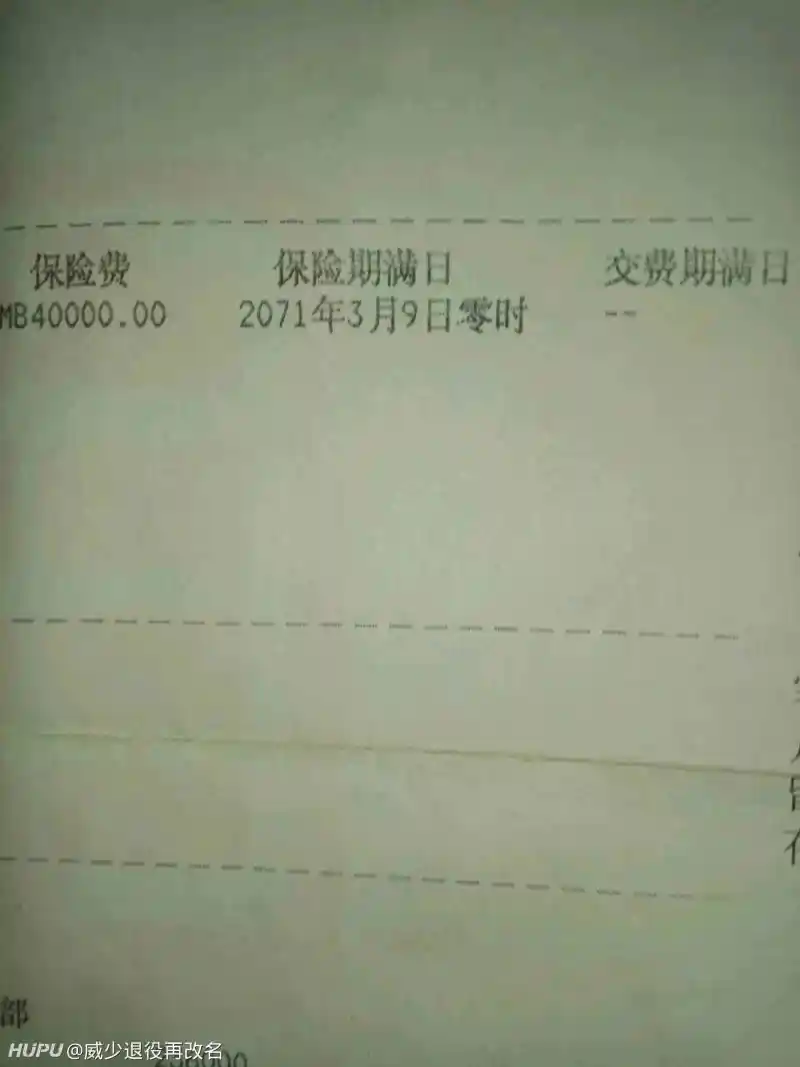 保险费 保险期满日 交费期满日
MB40000.00 2071年3月9日零时 --
部
HUPU @威少退役再改名